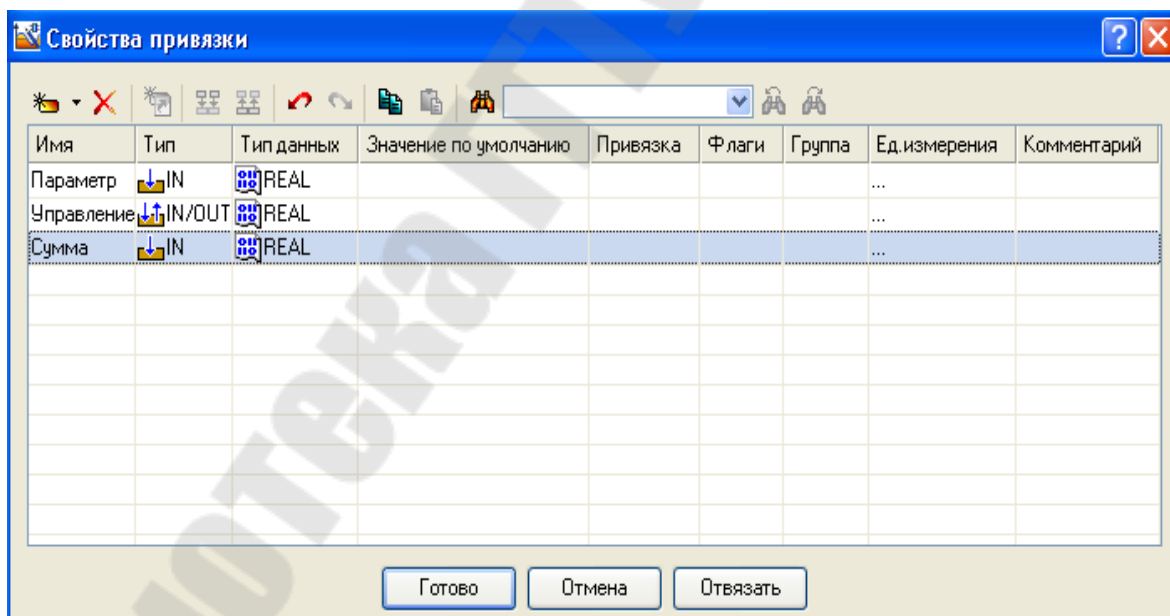 Свойства привязки
Имя Тип Тип данных Значение по умолчанию Привязка Флаги Группа Ед.измерения Комментарий
Параметр IN REAL ...
Управление IN/OUT REAL ...
Сумма IN REAL ...
Готово Отмена Отвязать